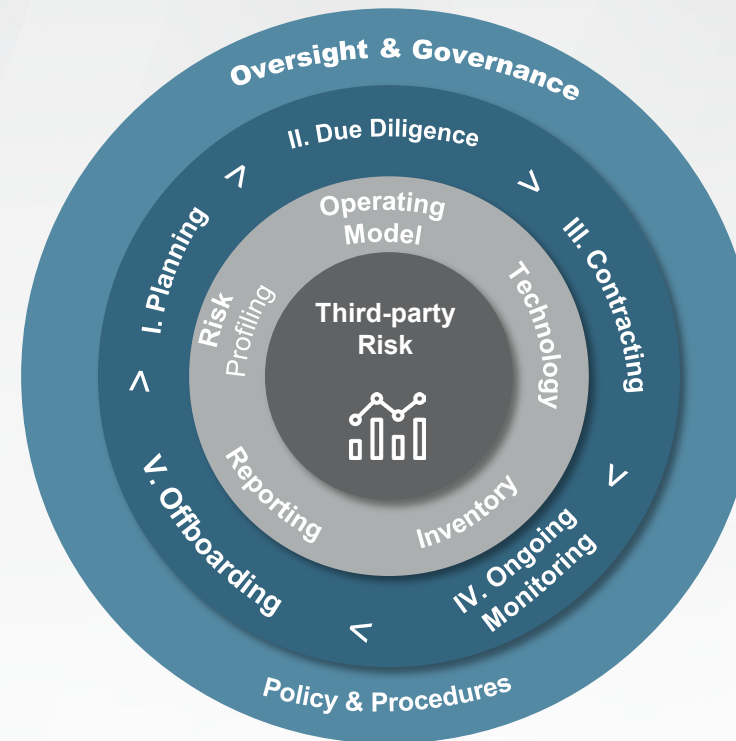 Oversight & Governance
II. Due Diligence
I. Planning
III. Contracting
Operating
Model
Risk
Profiling
Technology
Third-party
Risk
Reporting
Inventory
V. Offboarding
IV. Ongoing
Monitoring
Policy & Procedures